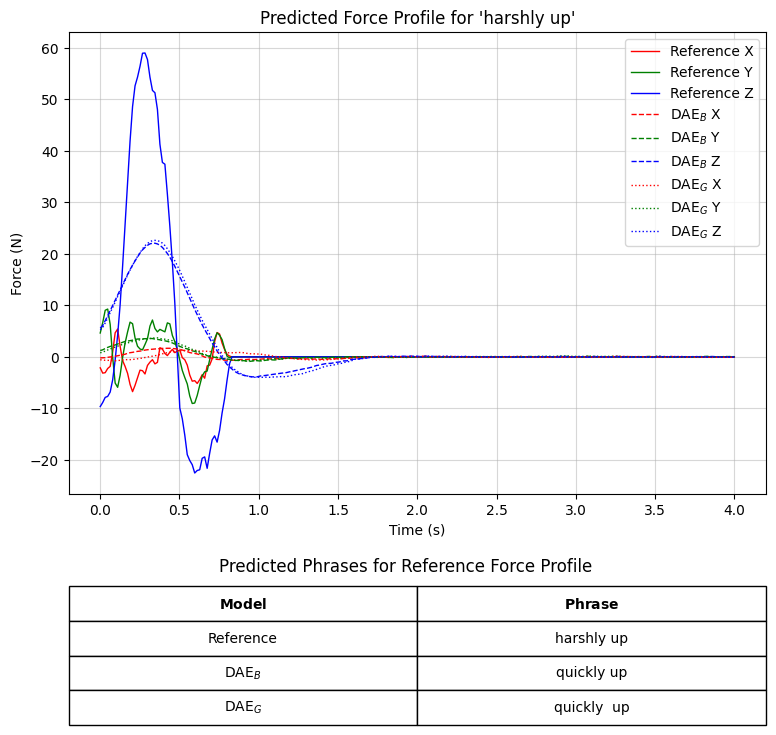 Predicted Force Profile for 'harshly up'
60
50
40
30
20
10
0
−10
−20
Force (N)
0.0 0.5 1.0 1.5 2.0 2.5 3.0 3.5 4.0
Time (s)
Reference X
Reference Y
Reference Z
DAE_B X
DAE_B Y
DAE_B Z
DAE_G X
DAE_G Y
DAE_G Z
Predicted Phrases for Reference Force Profile
Model Phrase
Reference harshly up
DAE_B quickly up
DAE_G quickly  up